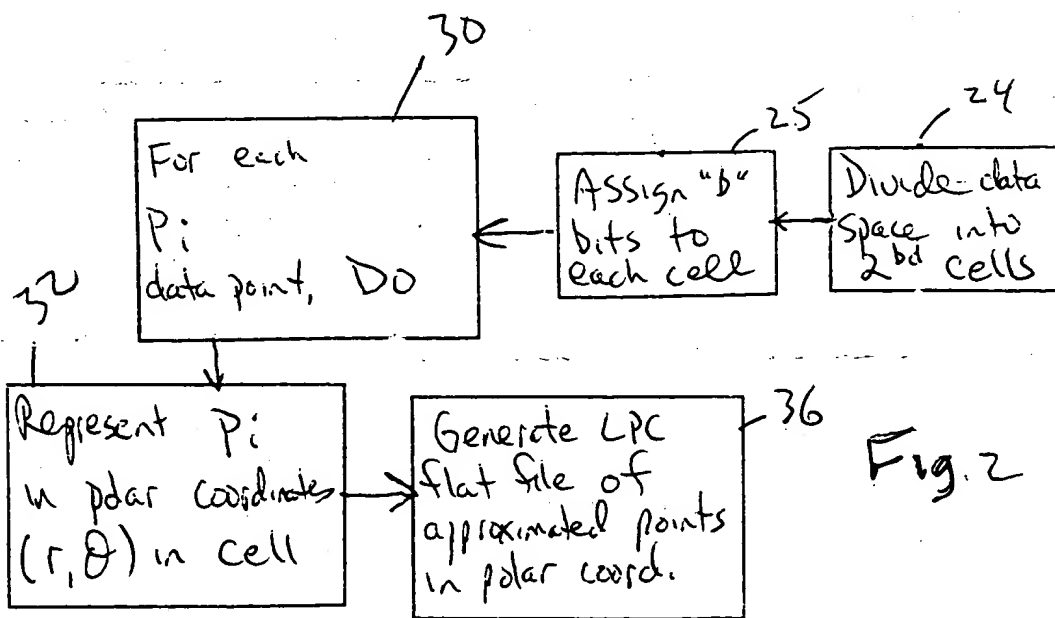 30
For each
Pi
data point, DO
25
Assign "b"
bits to
each cell
24
Divide data
space into
2^bd cells
32
Represent Pi
in polar coordinates
(r, θ) in cell
36
Generate LPC
flat file of
approximated points
in polar coord.
Fig. 2